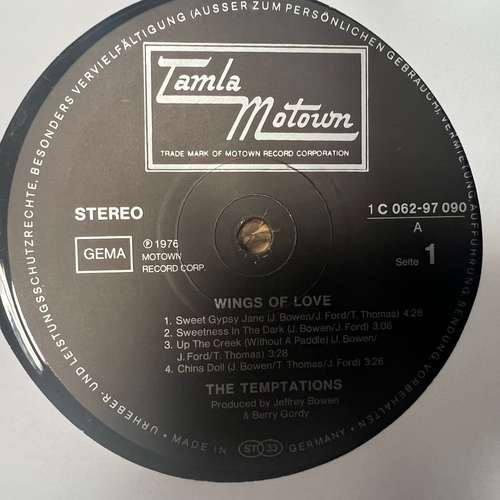 URHEBER- UND LEISTUNGSSCHUTZRECHTE, BESONDERS VERVIELFÄLTIGUNG (AUSSER ZUM PERSÖNLICHEN GEBRAUCH), VERMIETUNG, AUFFÜHRUNG, SENDUNG, VORBEHALTEN
Tamla
Motown
TRADE MARK OF MOTOWN RECORD CORPORATION
STEREO
1 C 062-97 090
A
GEMA
℗ 1976
MOTOWN
RECORD CORP.
Seite 1
WINGS OF LOVE
1. Sweet Gypsy Jane (J. Bowen/J. Ford/T. Thomas) 4:28
2. Sweetness In The Dark (J. Bowen/J. Ford) 3:06
3. Up The Creek (Without A Paddle) (J. Bowen/
J. Ford/T. Thomas) 3:28
4. China Doll (J. Bowen/T. Thomas/J. Ford) 3:26
THE TEMPTATIONS
Produced by Jeffrey Bowen
& Berry Gordy
• MADE IN ST 33 GERMANY •